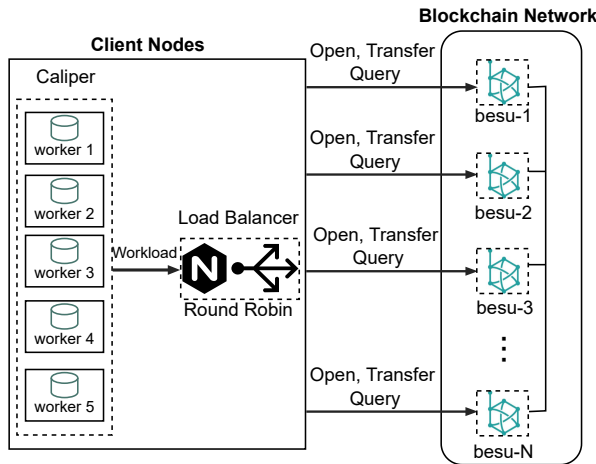 Blockchain Network
Client Nodes
Caliper
worker 1
worker 2
worker 3
worker 4
worker 5
Workload
Load Balancer
N
Round Robin
Open, Transfer
Query
Open, Transfer
Query
Open, Transfer
Query
Open, Transfer
Query
besu-1
besu-2
besu-3
besu-N